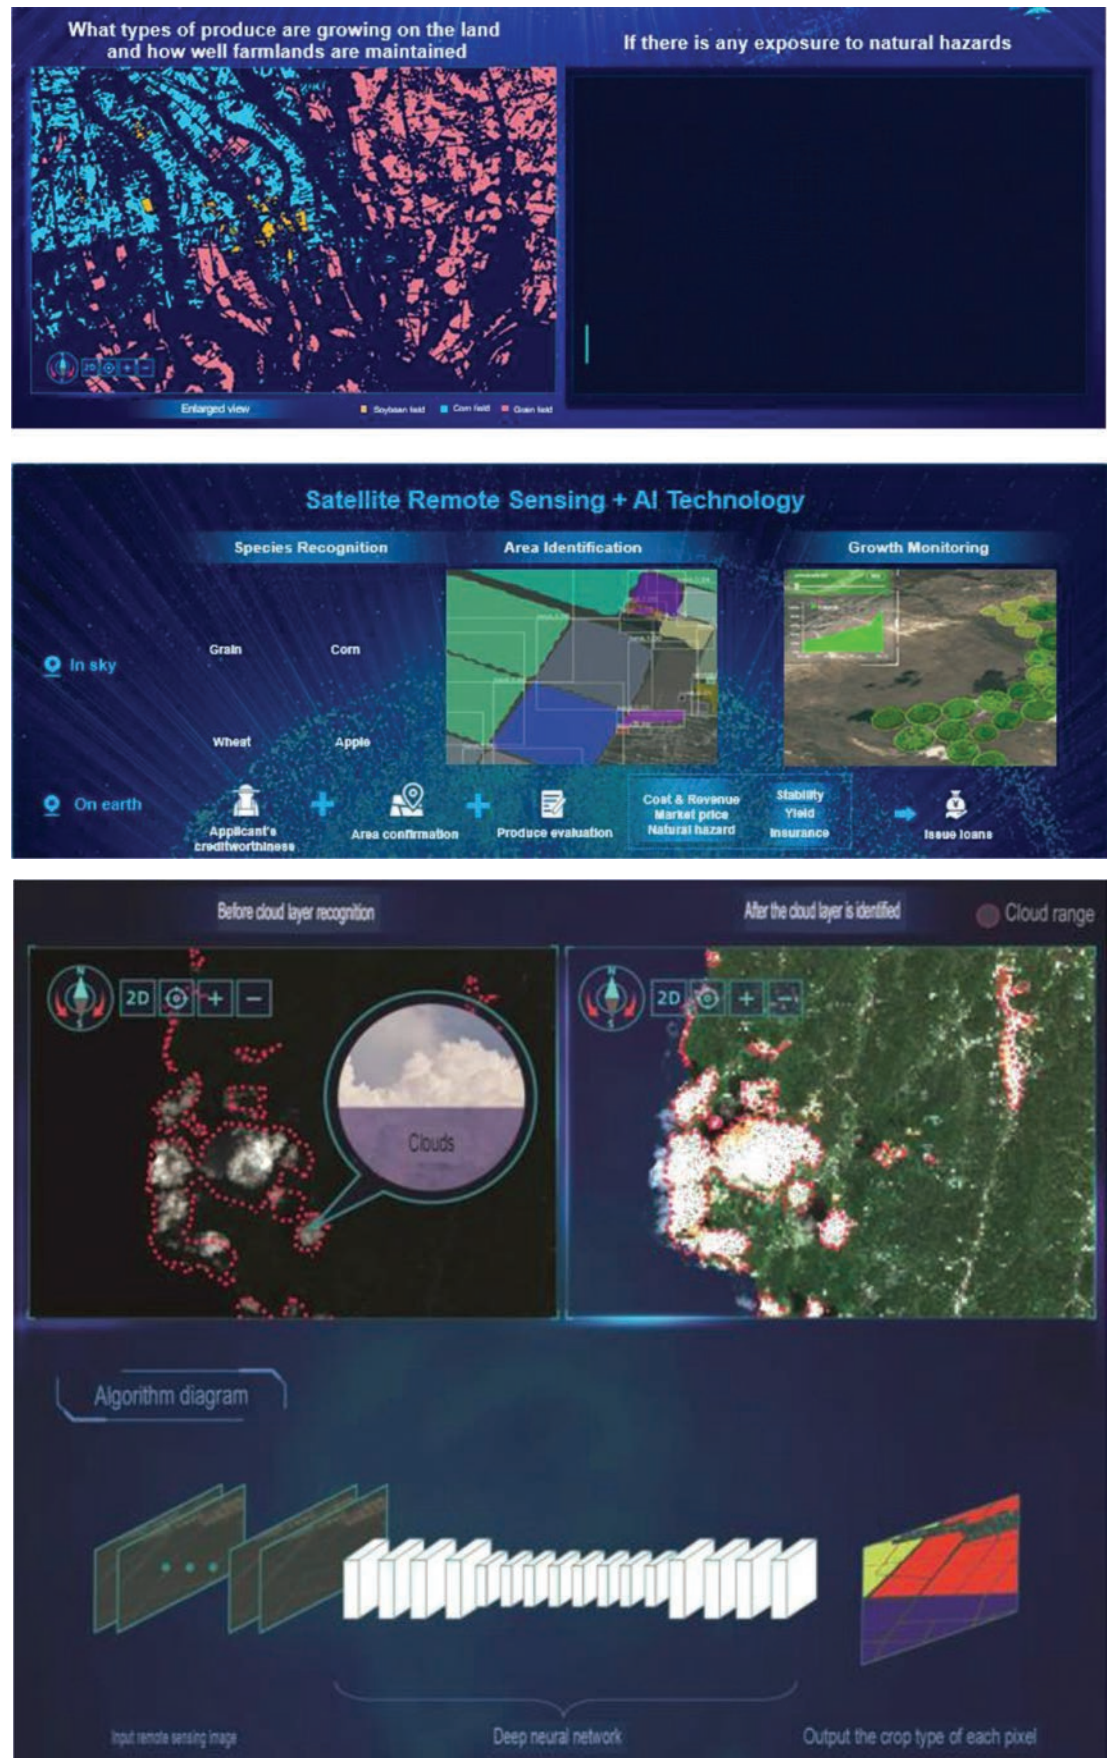 What types of produce are growing on the land
and how well farmlands are maintained
If there is any exposure to natural hazards
2D
Enlarged view
Soybean field
Corn field
Grain field
Satellite Remote Sensing + AI Technology
Species Recognition
Area Identification
Growth Monitoring
In sky
Grain
Corn
Wheat
Apple
On earth
Applicant's
creditworthiness
Area confirmation
Produce evaluation
Cost & Revenue
Market price
Natural hazard
Stability
Yield
Insurance
Issue loans
Before cloud layer recognition
After the cloud layer is identified
Cloud range
N
2D
S
Clouds
N
2D
S
Algorithm diagram
Input remote sensing image
Deep neural network
Output the crop type of each pixel